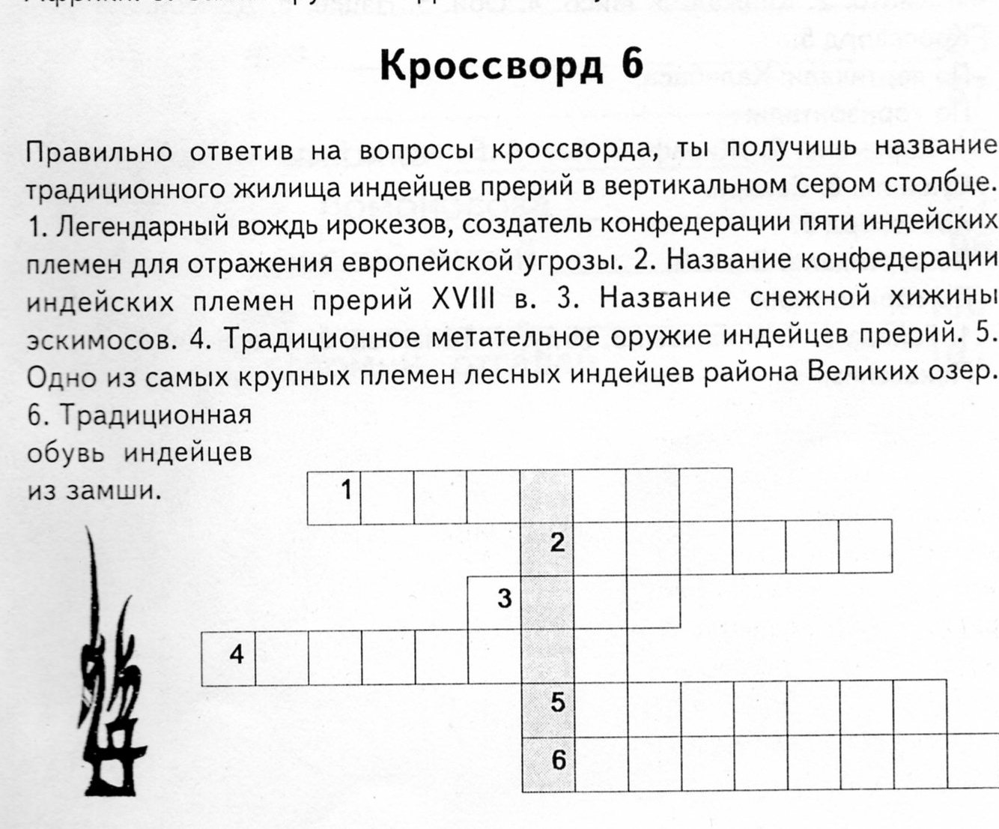 Кроссворд 6
Правильно ответив на вопросы кроссворда, ты получишь название
традиционного жилища индейцев прерий в вертикальном сером столбце.
1. Легендарный вождь ирокезов, создатель конфедерации пяти индейских
племен для отражения европейской угрозы. 2. Название конфедерации
индейских племен прерий XVIII в. 3. Название снежной хижины
эскимосов. 4. Традиционное метательное оружие индейцев прерий. 5.
Одно из самых крупных племен лесных индейцев района Великих озер.
6. Традиционная
обувь индейцев
из замши.
1
2
3
4
5
6